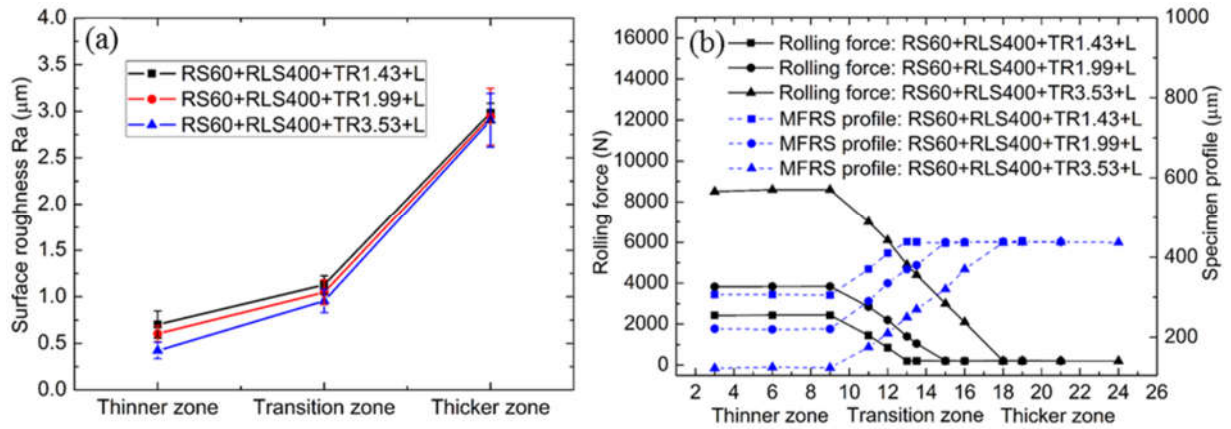 (a)
Surface roughness Ra (μm)
4.0
3.5
3.0
2.5
2.0
1.5
1.0
0.5
0.0
RS60+RLS400+TR1.43+L
RS60+RLS400+TR1.99+L
RS60+RLS400+TR3.53+L
Thinner zone Transition zone Thicker zone
(b)
Rolling force (N)
16000
14000
12000
10000
8000
6000
4000
2000
0
Rolling force: RS60+RLS400+TR1.43+L
Rolling force: RS60+RLS400+TR1.99+L
Rolling force: RS60+RLS400+TR3.53+L
MFRS profile: RS60+RLS400+TR1.43+L
MFRS profile: RS60+RLS400+TR1.99+L
MFRS profile: RS60+RLS400+TR3.53+L
1000
800
600
400
200
Specimen profile (μm)
2 4 6 8 10 12 14 16 18 20 22 24 26
Thinner zone Transition zone Thicker zone